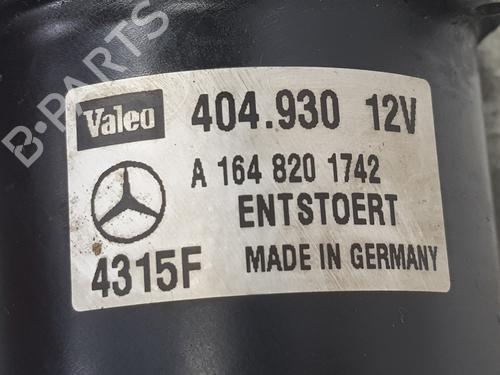 B-PARTS
Valeo 404.930 12V
A 164 820 1742
ENTSTOERT
4315F MADE IN GERMANY